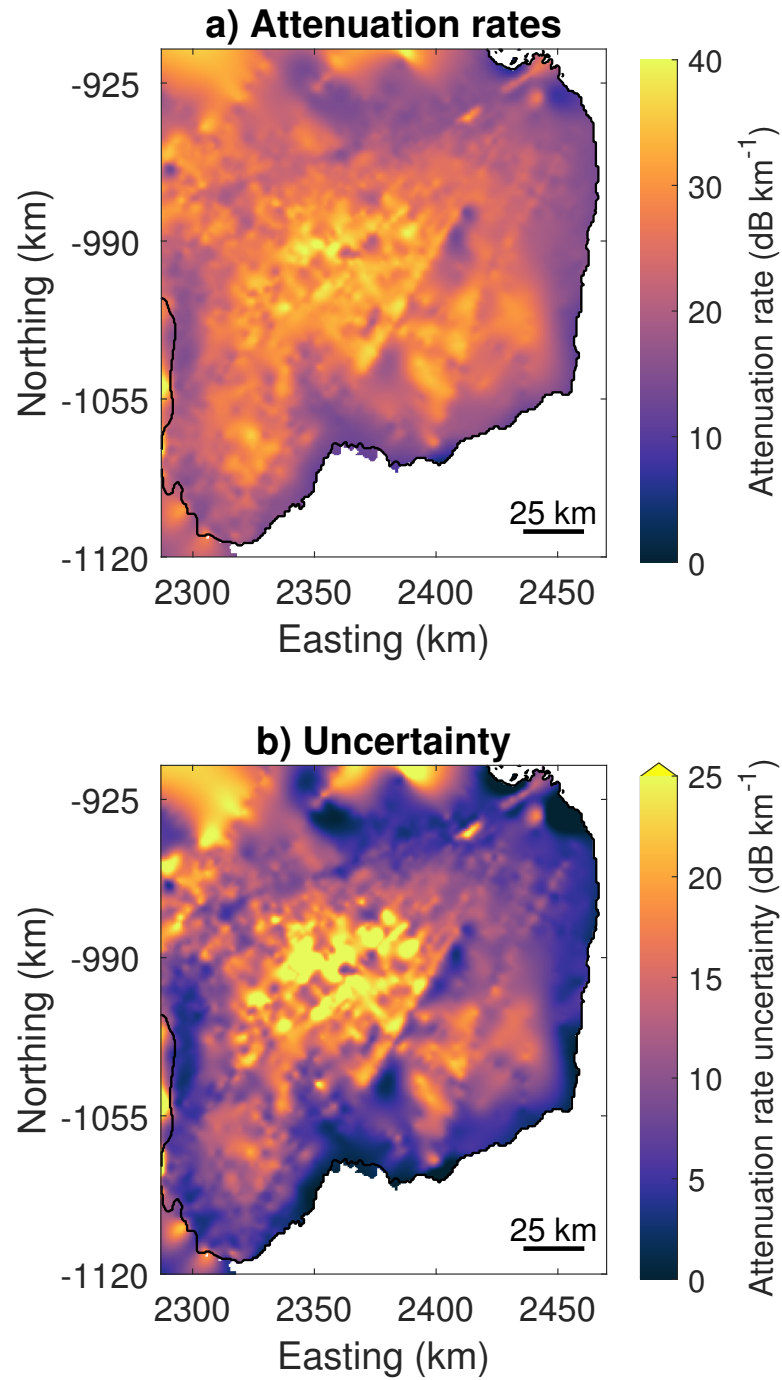 a) Attenuation rates
-925
-990
-1055
-1120
Northing (km)
2300 2350 2400 2450
Easting (km)
25 km
40
30
20
10
0
Attenuation rate (dB km⁻¹)
b) Uncertainty
-925
-990
-1055
-1120
Northing (km)
2300 2350 2400 2450
Easting (km)
25 km
25
20
15
10
5
0
Attenuation rate uncertainty (dB km⁻¹)